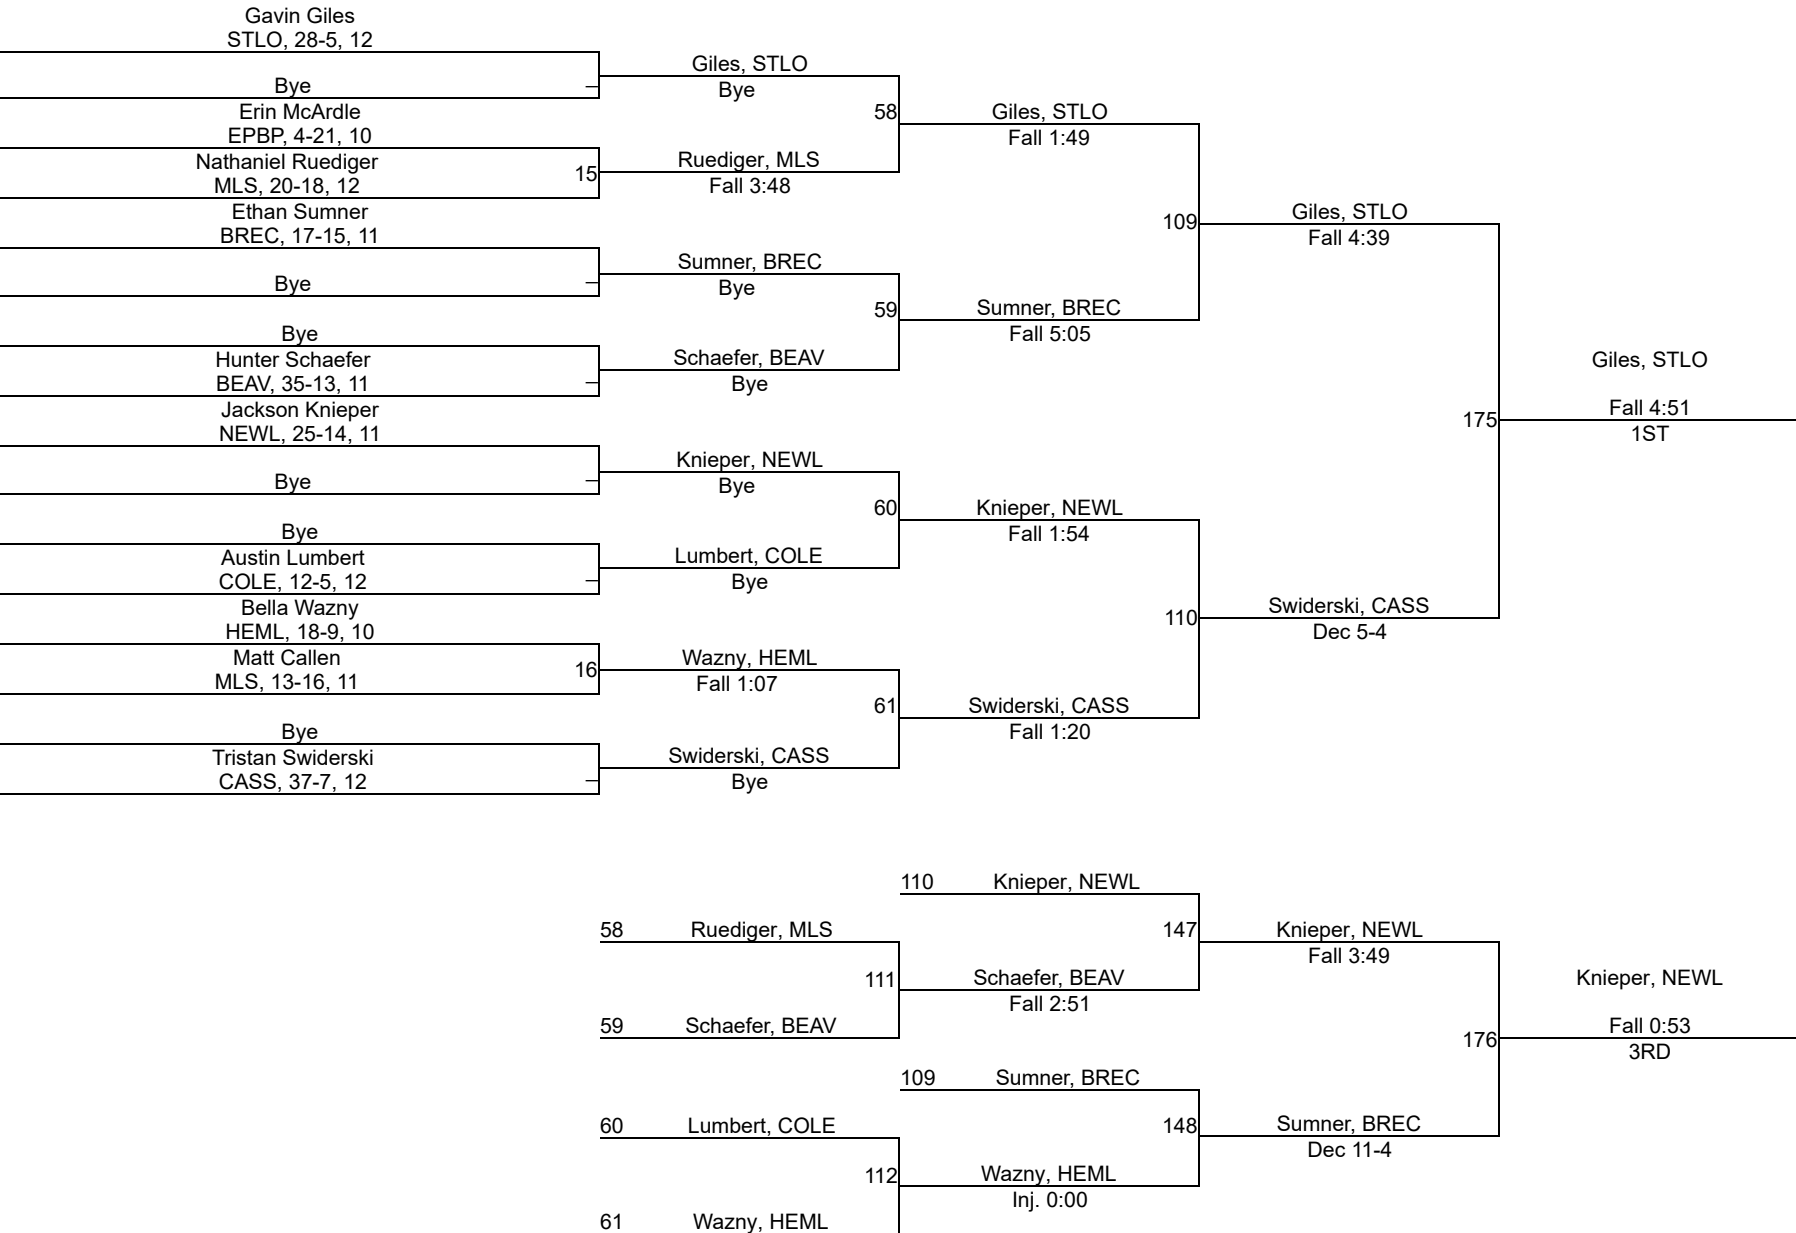 Gavin Giles
STLO, 28-5, 12
Bye
Erin McArdle
EPBP, 4-21, 10
Nathaniel Ruediger
MLS, 20-18, 12
15
Ethan Sumner
BREC, 17-15, 11
Bye
Bye
Hunter Schaefer
BEAV, 35-13, 11
Jackson Knieper
NEWL, 25-14, 11
Bye
Bye
Austin Lumbert
COLE, 12-5, 12
Bella Wazny
HEML, 18-9, 10
Matt Callen
MLS, 13-16, 11
16
Bye
Tristan Swiderski
CASS, 37-7, 12
Giles, STLO
Bye
58
Ruediger, MLS
Fall 3:48
Sumner, BREC
Bye
59
Schaefer, BEAV
Bye
Knieper, NEWL
Bye
60
Lumbert, COLE
Bye
Wazny, HEML
Fall 1:07
61
Swiderski, CASS
Bye
Giles, STLO
Fall 1:49
109
Sumner, BREC
Fall 5:05
Knieper, NEWL
Fall 1:54
110
Swiderski, CASS
Fall 1:20
Giles, STLO
Fall 4:39
175
Swiderski, CASS
Dec 5-4
Giles, STLO
Fall 4:51
1ST
58 Ruediger, MLS
111
59 Schaefer, BEAV
60 Lumbert, COLE
112
61 Wazny, HEML
110 Knieper, NEWL
147
Schaefer, BEAV
Fall 2:51
109 Sumner, BREC
148
Wazny, HEML
Inj. 0:00
Knieper, NEWL
Fall 3:49
176
Sumner, BREC
Dec 11-4
Knieper, NEWL
Fall 0:53
3RD